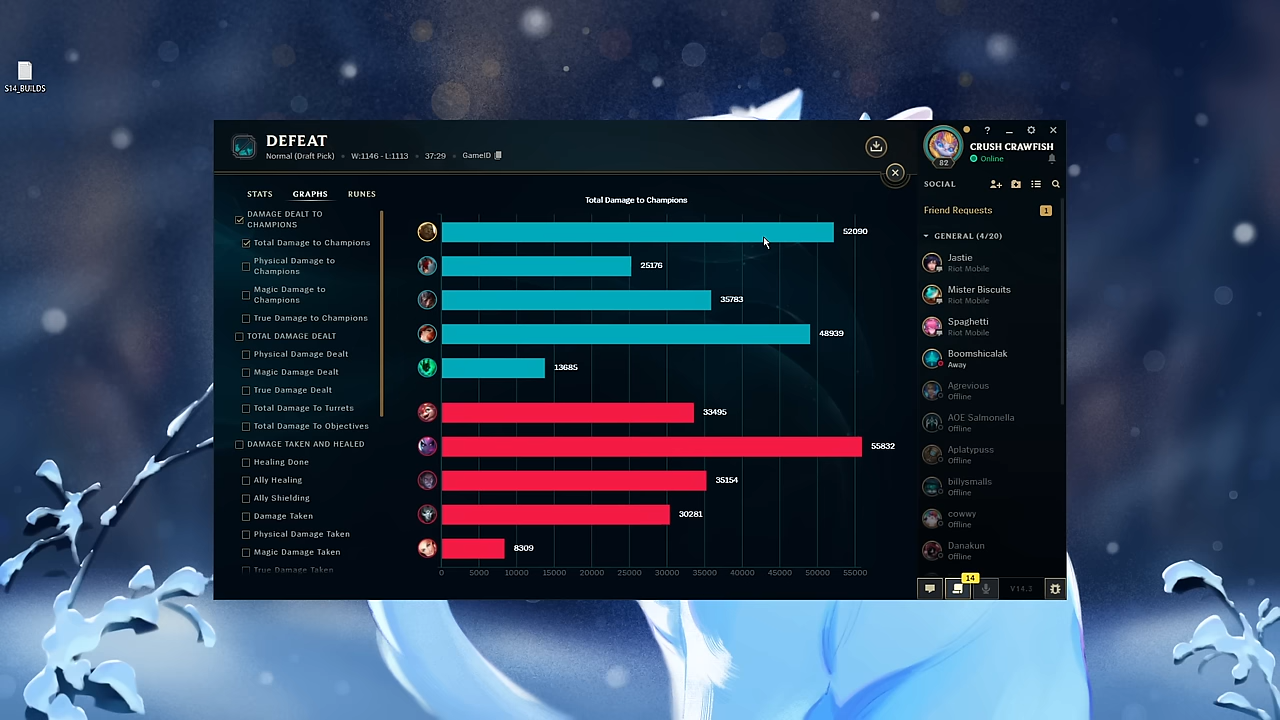 S14_BUILDS
DEFEAT
Normal (Draft Pick) • W:1146 - L:1113 • 37:29 • GameID
82
CRUSH CRAWFISH
Online
STATS GRAPHS RUNES
DAMAGE DEALT TO
CHAMPIONS
Total Damage to Champions
Physical Damage to
Champions
Magic Damage to
Champions
True Damage to Champions
TOTAL DAMAGE DEALT
Physical Damage Dealt
Magic Damage Dealt
True Damage Dealt
Total Damage To Turrets
Total Damage To Objectives
DAMAGE TAKEN AND HEALED
Healing Done
Ally Healing
Ally Shielding
Damage Taken
Physical Damage Taken
Magic Damage Taken
True Damage Taken
Total Damage to Champions
52090
25176
35783
48939
13685
33495
55832
35154
30281
8309
0 5000 10000 15000 20000 25000 30000 35000 40000 45000 50000 55000
SOCIAL
Friend Requests 1
GENERAL (4/20)
Jastie
Riot Mobile
Mister Biscuits
Riot Mobile
Spaghetti
Riot Mobile
Boomshicalak
Away
Agrevious
Offline
AOE Salmonella
Offline
Aplatypuss
Offline
billysmalls
Offline
cowwy
Offline
Danakun
Offline
14
V14.3